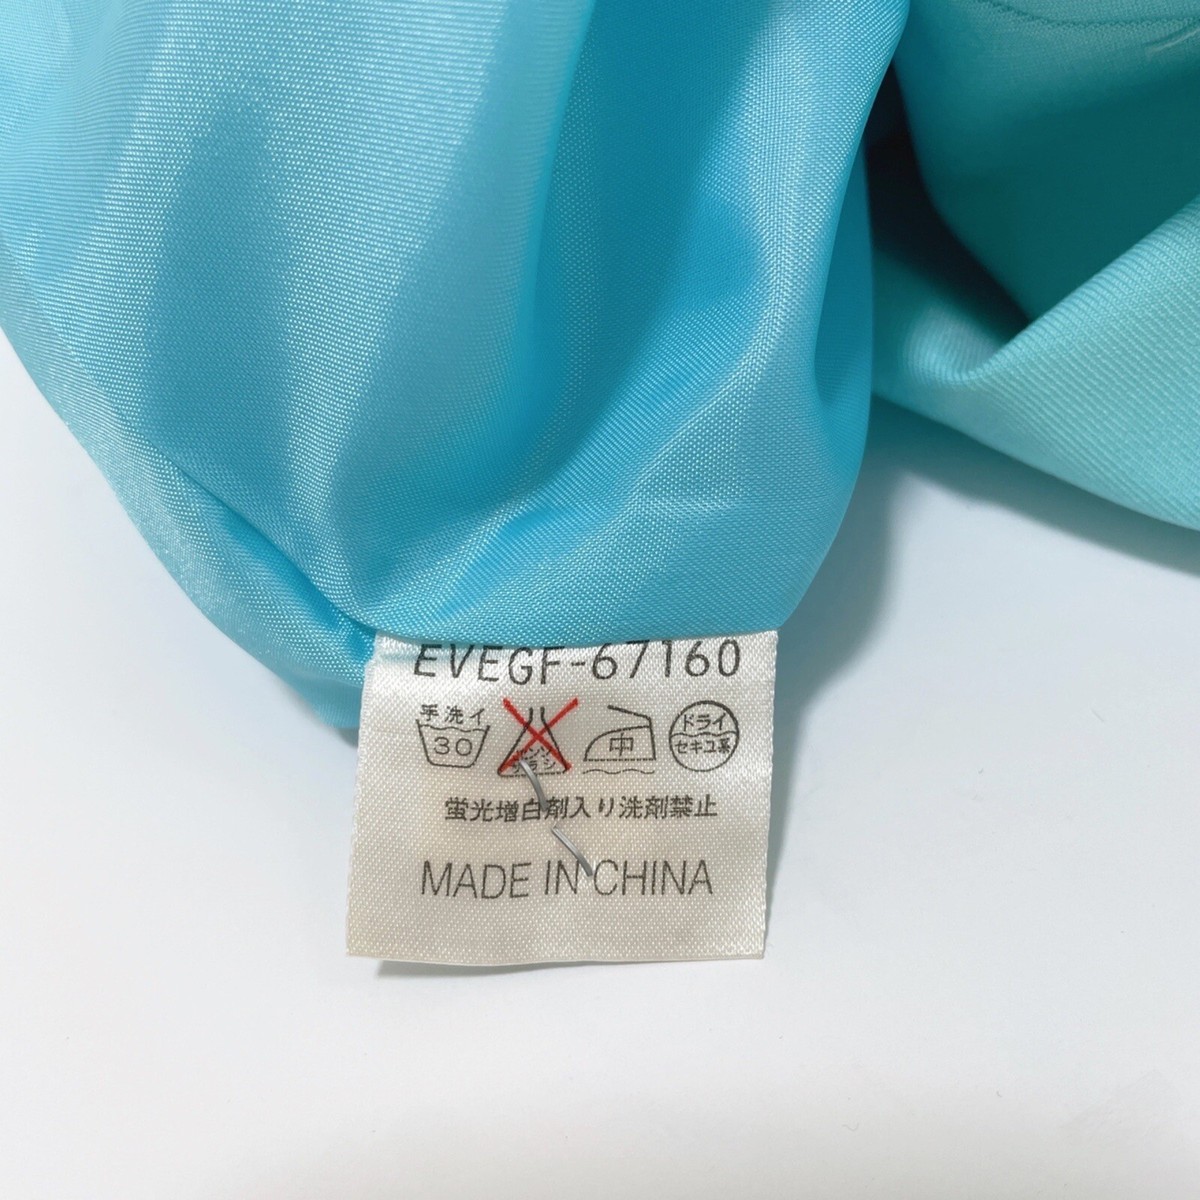 EVEGF-67160
手洗イ
30
エンソ
サラシ
中
ドライ
セキユ系
蛍光増白剤入り洗剤禁止
MADE IN CHINA